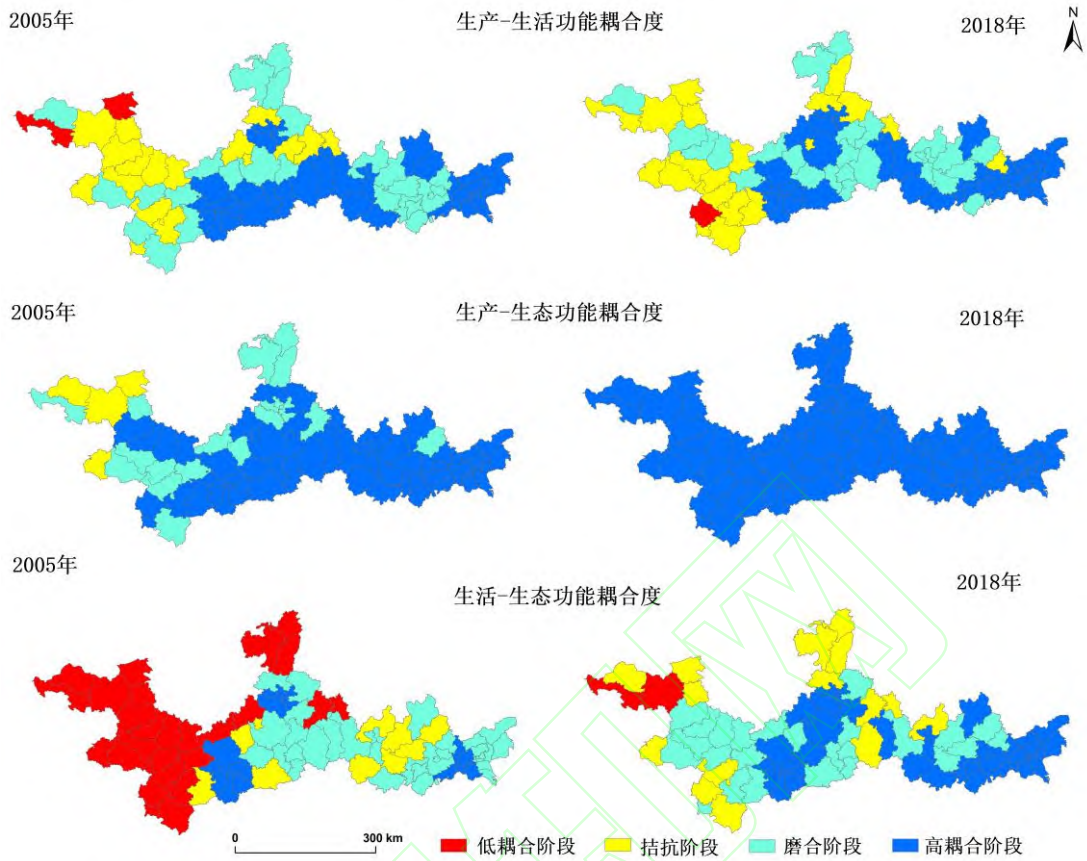 2005年 生产-生活功能耦合度 2018年 N
2005年 生产-生态功能耦合度 2018年
2005年 生活-生态功能耦合度 2018年
0 300 km
低耦合阶段 拮抗阶段 磨合阶段 高耦合阶段